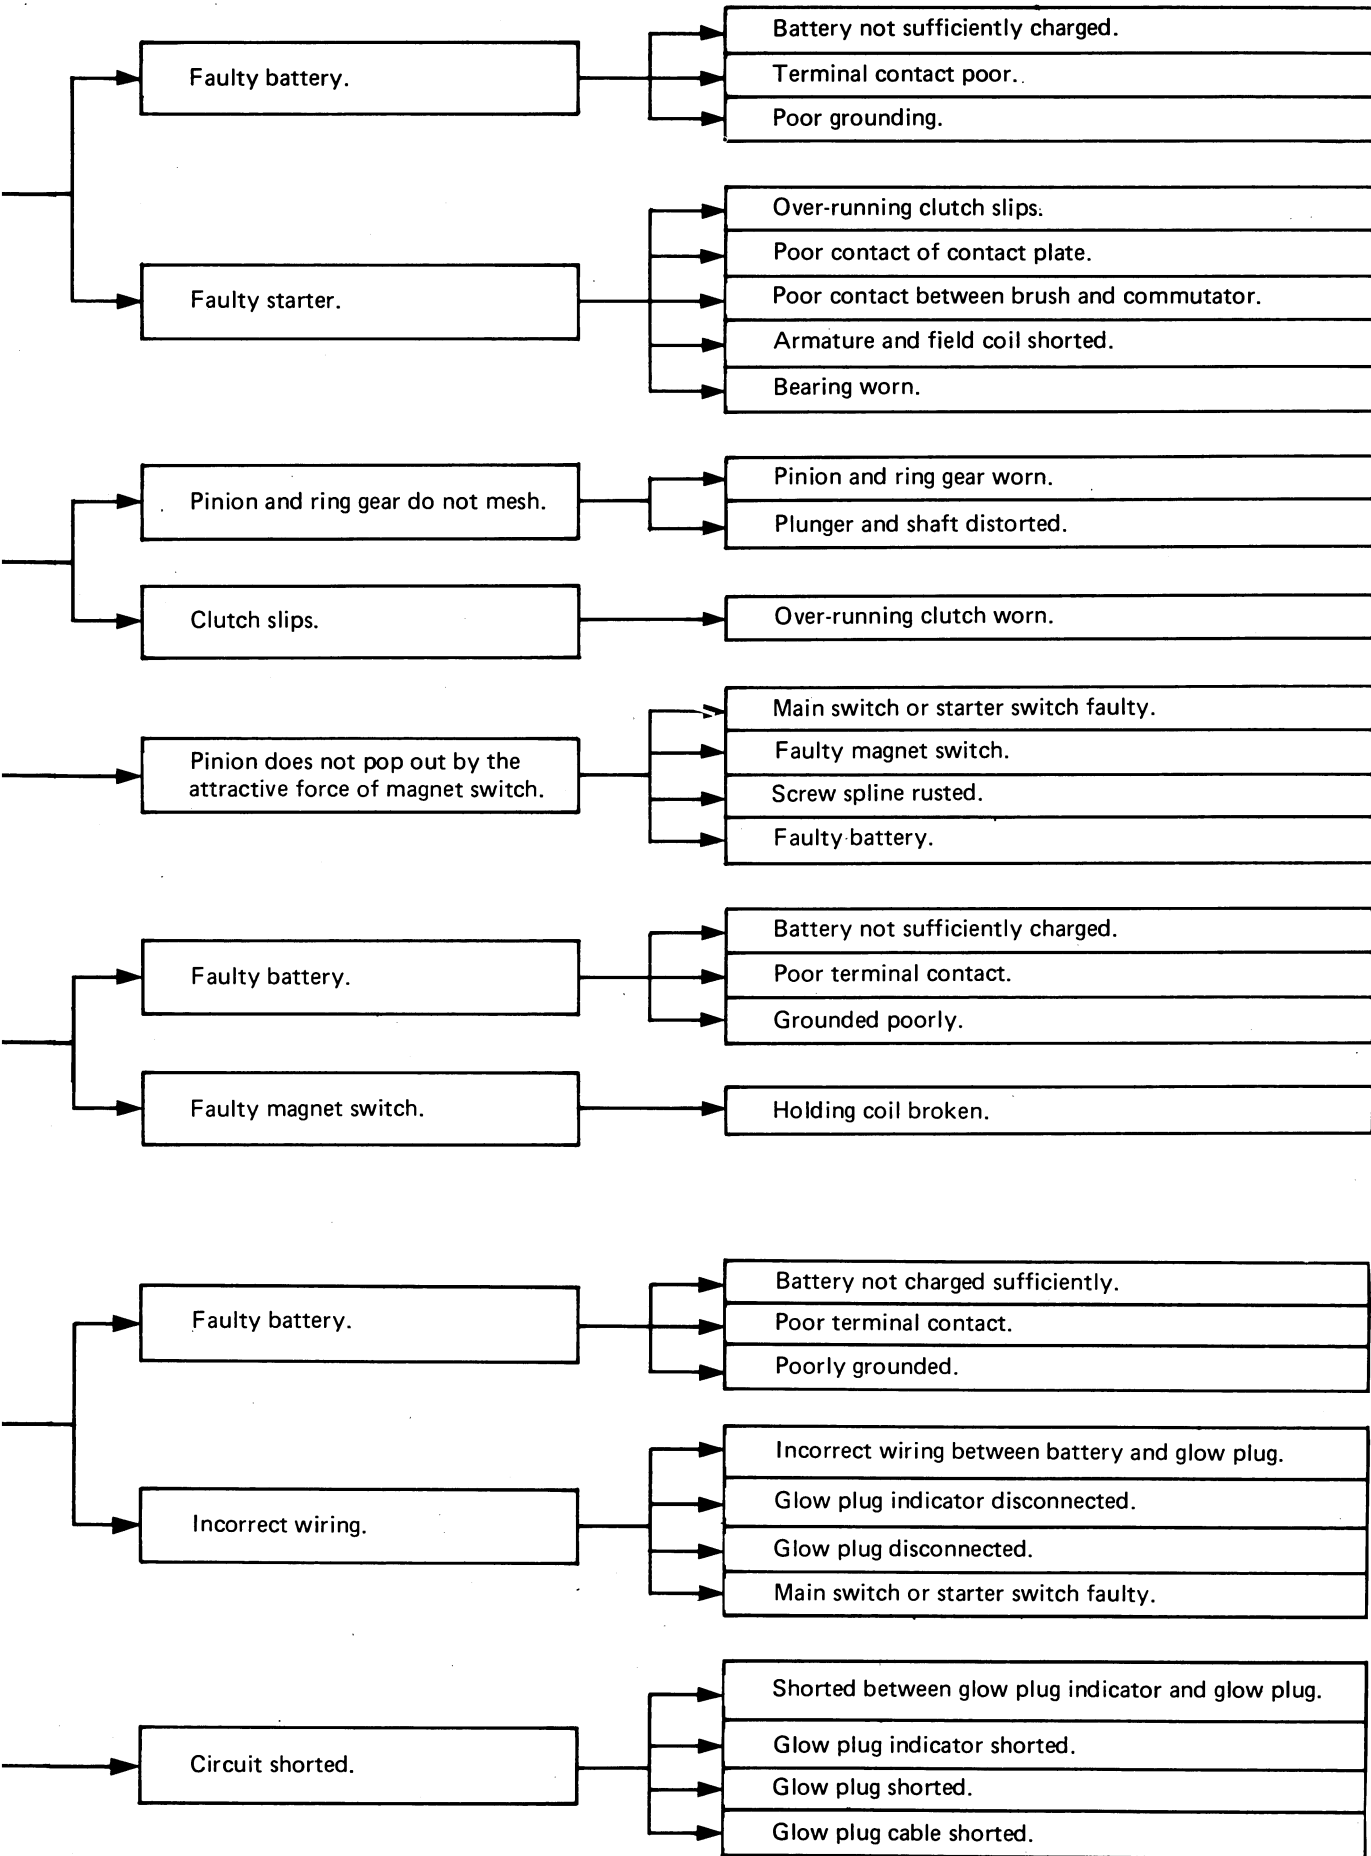 Faulty battery.
Battery not sufficiently charged.
Terminal contact poor.
Poor grounding.
Faulty starter.
Over-running clutch slips.
Poor contact of contact plate.
Poor contact between brush and commutator.
Armature and field coil shorted.
Bearing worn.
Pinion and ring gear do not mesh.
Pinion and ring gear worn.
Plunger and shaft distorted.
Clutch slips.
Over-running clutch worn.
Pinion does not pop out by the
attractive force of magnet switch.
Main switch or starter switch faulty.
Faulty magnet switch.
Screw spline rusted.
Faulty battery.
Faulty battery.
Battery not sufficiently charged.
Poor terminal contact.
Grounded poorly.
Faulty magnet switch.
Holding coil broken.
Faulty battery.
Battery not charged sufficiently.
Poor terminal contact.
Poorly grounded.
Incorrect wiring.
Incorrect wiring between battery and glow plug.
Glow plug indicator disconnected.
Glow plug disconnected.
Main switch or starter switch faulty.
Circuit shorted.
Shorted between glow plug indicator and glow plug.
Glow plug indicator shorted.
Glow plug shorted.
Glow plug cable shorted.